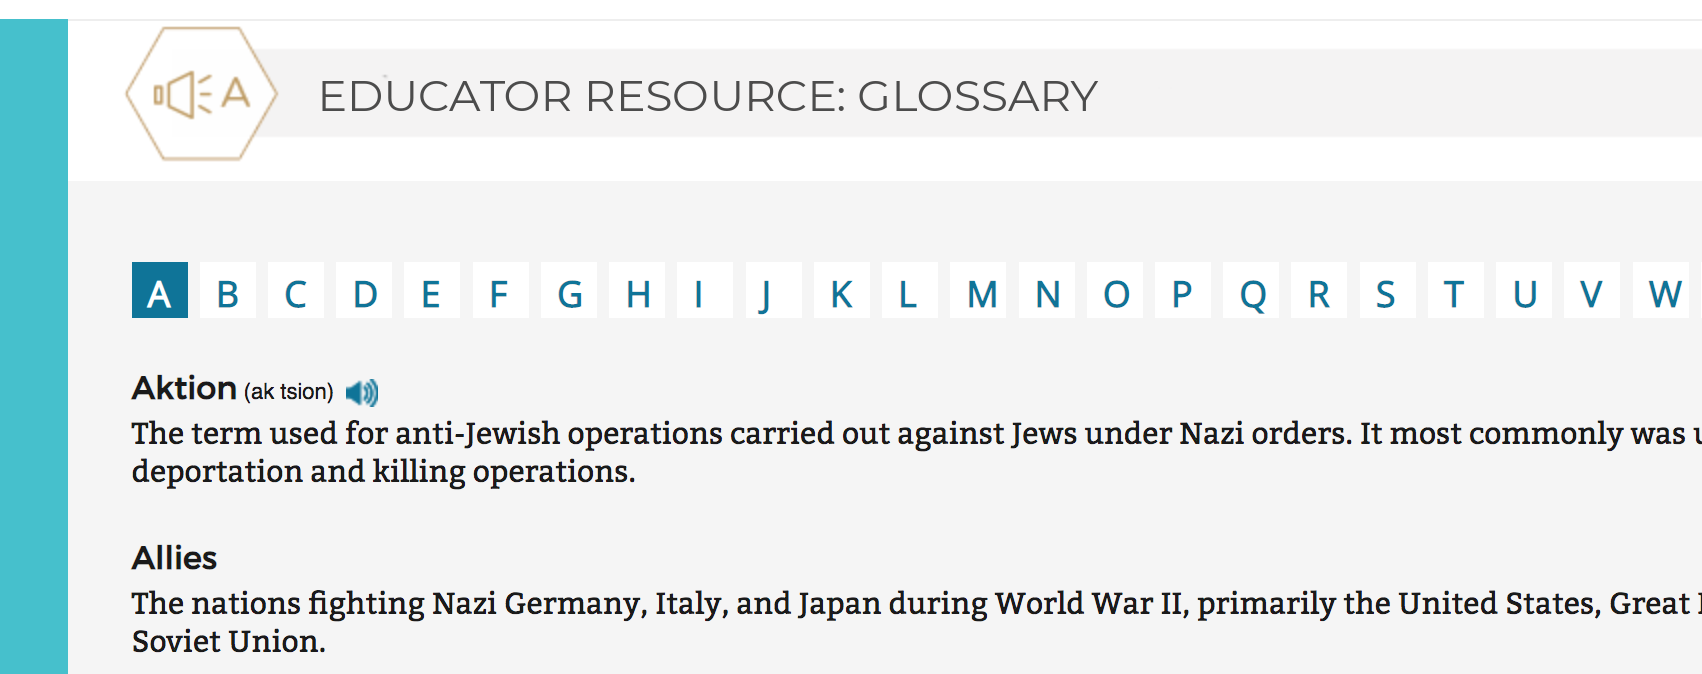 A
EDUCATOR RESOURCE: GLOSSARY
A B C D E F G H I J K L M N O P Q R S T U V W
Aktion (ak tsion)
The term used for anti-Jewish operations carried out against Jews under Nazi orders. It most commonly was
deportation and killing operations.
Allies
The nations fighting Nazi Germany, Italy, and Japan during World War II, primarily the United States, Great
Soviet Union.